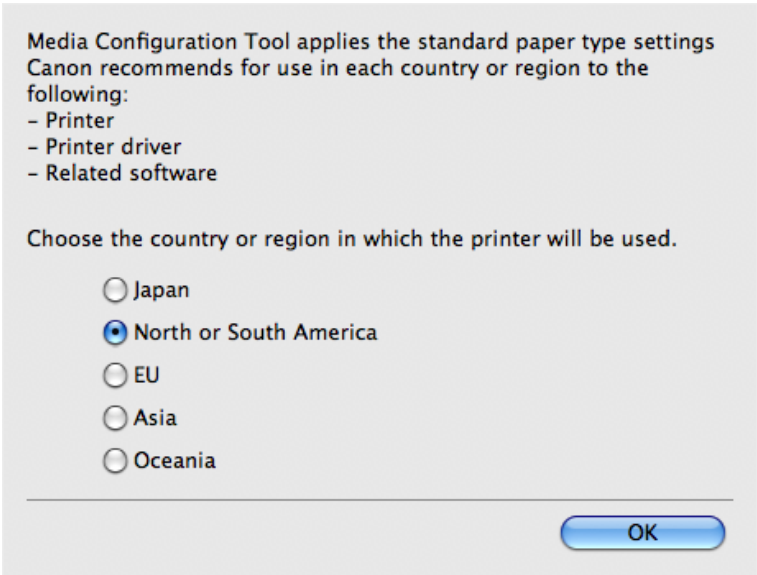 Media Configuration Tool applies the standard paper type settings
Canon recommends for use in each country or region to the
following:
– Printer
– Printer driver
– Related software
Choose the country or region in which the printer will be used.
Japan
North or South America
EU
Asia
Oceania
OK